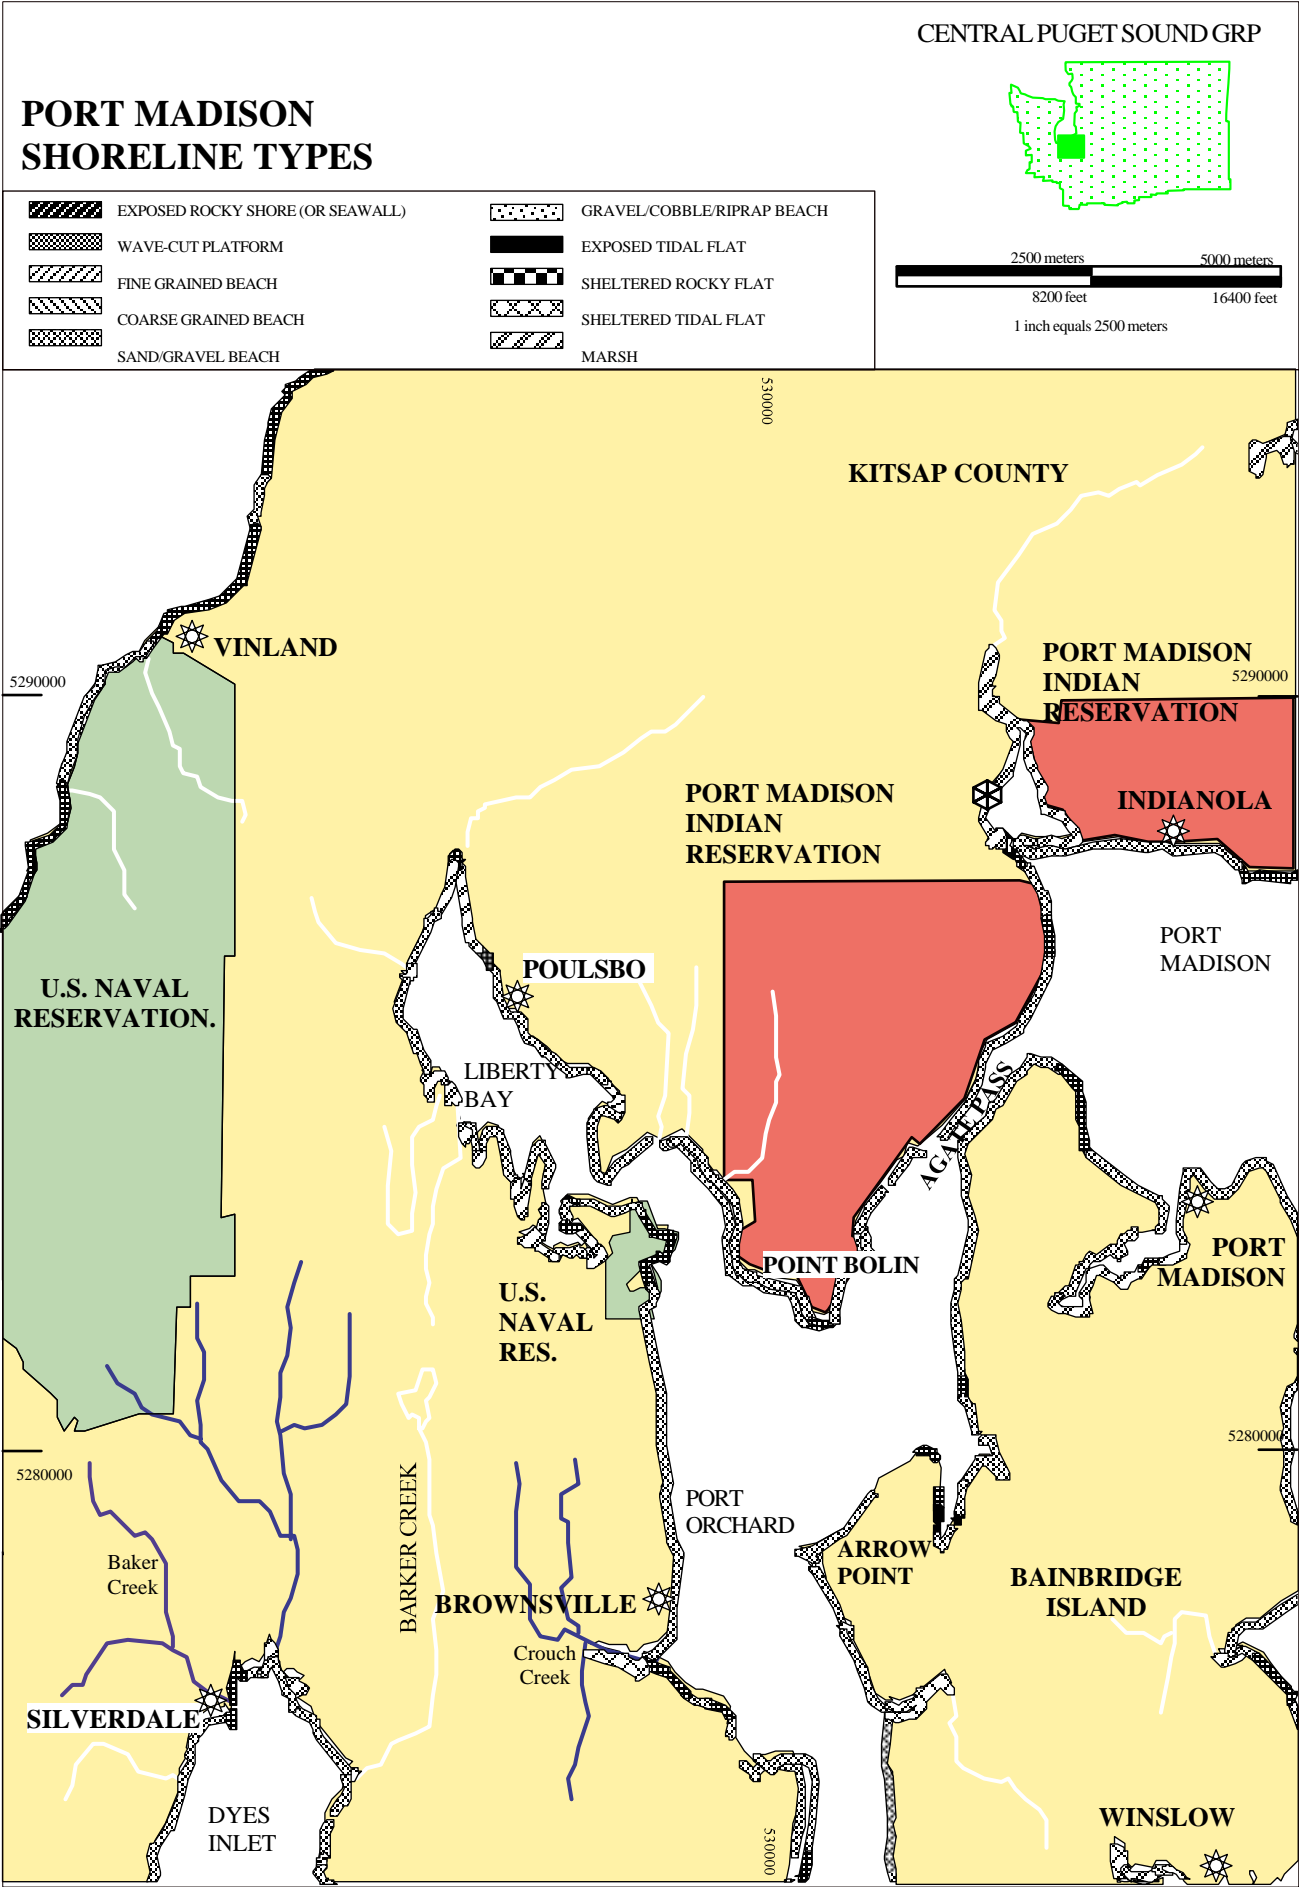 CENTRAL PUGET SOUND GRP
PORT MADISON
SHORELINE TYPES
EXPOSED ROCKY SHORE (OR SEAWALL)
WAVE-CUT PLATFORM
FINE GRAINED BEACH
COARSE GRAINED BEACH
SAND/GRAVEL BEACH
GRAVEL/COBBLE/RIPRAP BEACH
EXPOSED TIDAL FLAT
SHELTERED ROCKY FLAT
SHELTERED TIDAL FLAT
MARSH
2500 meters
5000 meters
8200 feet
16400 feet
1 inch equals 2500 meters
530000
KITSAP COUNTY
VINLAND
5290000
PORT MADISON
INDIAN
RESERVATION
5290000
PORT MADISON
INDIAN
RESERVATION
INDIANOLA
PORT
MADISON
U.S. NAVAL
RESERVATION.
POULSBO
LIBERTY
BAY
AGATE PASS
POINT BOLIN
PORT
MADISON
U.S.
NAVAL
RES.
5280000
5280000
BARKER CREEK
PORT
ORCHARD
Baker
Creek
ARROW
POINT
BAINBRIDGE
ISLAND
BROWNSVILLE
Crouch
Creek
SILVERDALE
DYES
INLET
530000
WINSLOW